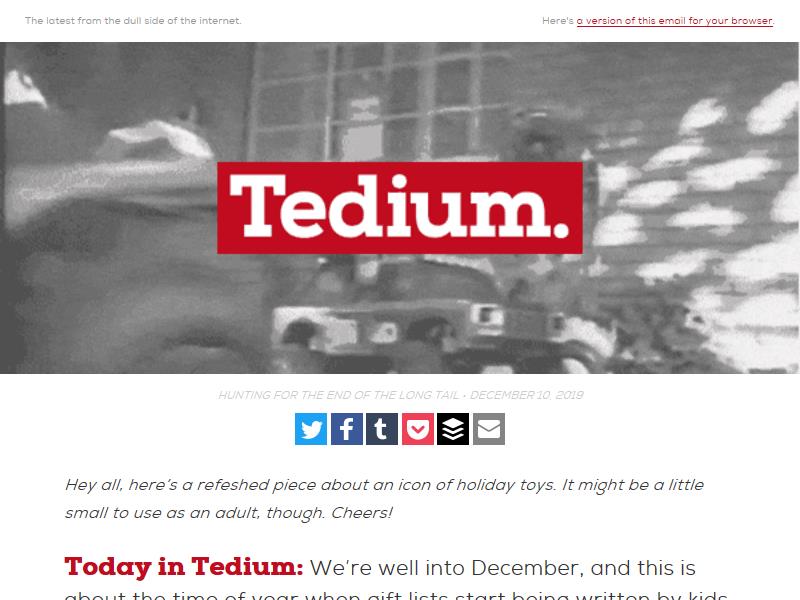 The latest from the dull side of the internet.
Here's a version of this email for your browser.
Tedium.
HUNTING FOR THE END OF THE LONG TAIL • DECEMBER 10, 2019
Hey all, here's a refeshed piece about an icon of holiday toys. It might be a little
small to use as an adult, though. Cheers!
Today in Tedium: We're well into December, and this is
about the time of year when gift lists start being written by kids